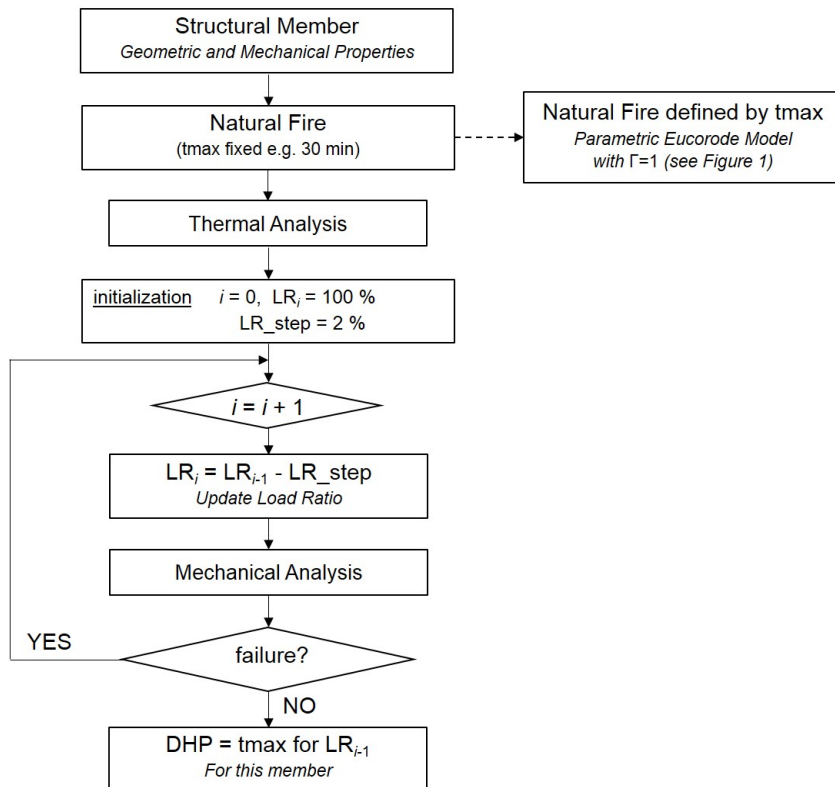 Structural Member
Geometric and Mechanical Properties
Natural Fire
(tmax fixed e.g. 30 min)
Natural Fire defined by tmax
Parametric Eucorode Model
with Γ=1 (see Figure 1)
Thermal Analysis
initialization i = 0, LRi = 100 %
LR_step = 2 %
i = i + 1
LRi = LRi-1 - LR_step
Update Load Ratio
Mechanical Analysis
YES
failure?
NO
DHP = tmax for LRi-1
For this member